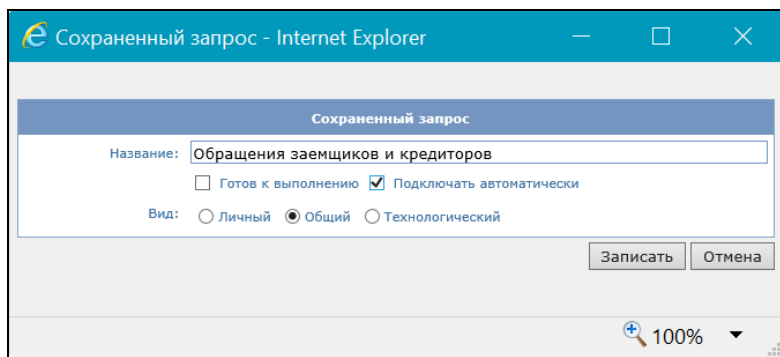 Сохраненный запрос - Internet Explorer
Сохраненный запрос
Название: Обращения заемщиков и кредиторов
Готов к выполнению Подключать автоматически
Вид: Личный Общий Технологический
Записать Отмена
100%